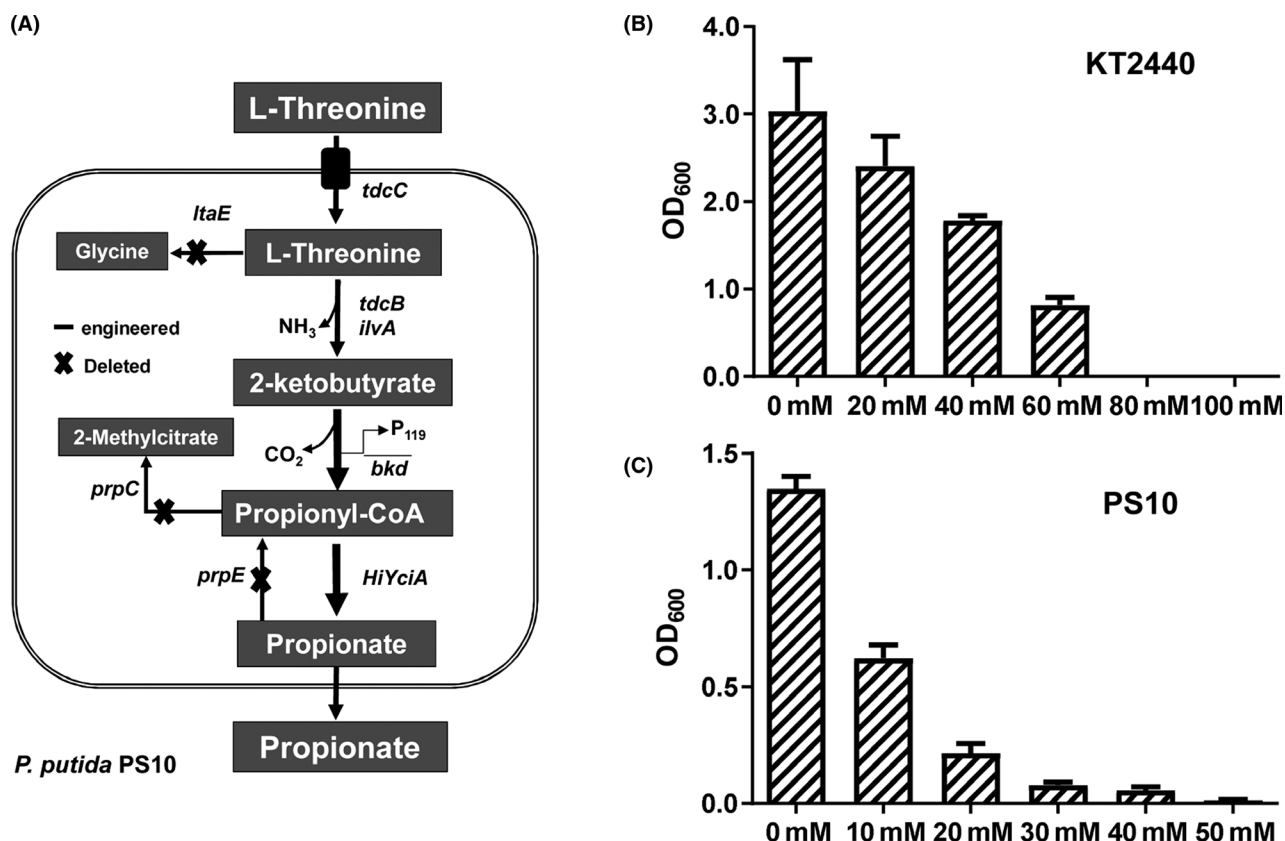 (A)
L-Threonine
tdcC
ltaE
Glycine
L-Threonine
tdcB
NH3
ilvA
engineered
Deleted
2-ketobutyrate
2-Methylcitrate
P119
CO2
bkd
prpC
Propionyl-CoA
prpE
HiYciA
Propionate
Propionate
P. putida PS10
(B)
KT2440
OD600
4.0
3.0
2.0
1.0
0.0
0 mM 20 mM 40 mM 60 mM 80 mM 100 mM
(C)
PS10
OD600
1.5
1.0
0.5
0.0
0 mM 10 mM 20 mM 30 mM 40 mM 50 mM